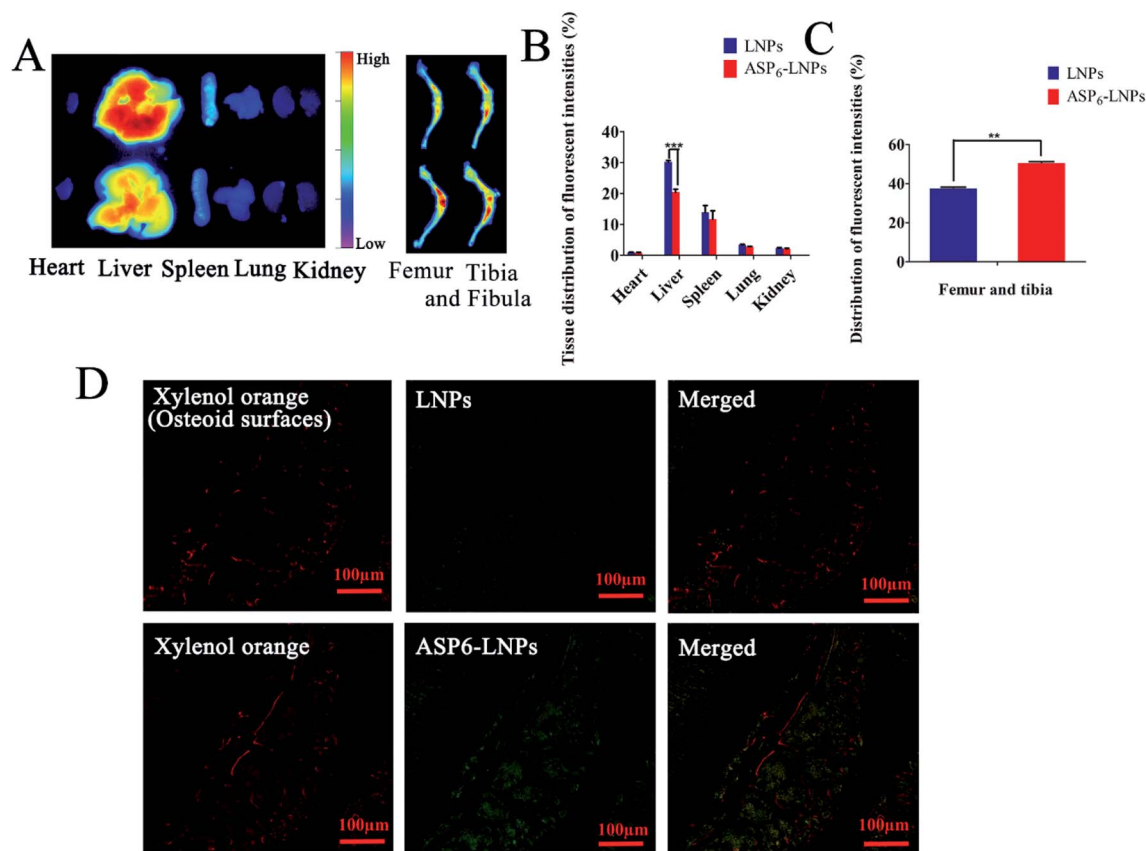 A
High
Low
Heart Liver Spleen Lung Kidney
Femur Tibia
and Fibula
B
LNPs
ASP₆-LNPs
Tissue distribution of fluorescent intensities (%)
40
30
20
10
0
***
Heart
Liver
Spleen
Lung
Kidney
C
LNPs
ASP₆-LNPs
Distribution of fluorescent intensities (%)
60
40
20
0
**
Femur and tibia
D
Xylenol orange
(Osteoid surfaces)
100µm
LNPs
100µm
Merged
100µm
Xylenol orange
100µm
ASP6-LNPs
100µm
Merged
100µm